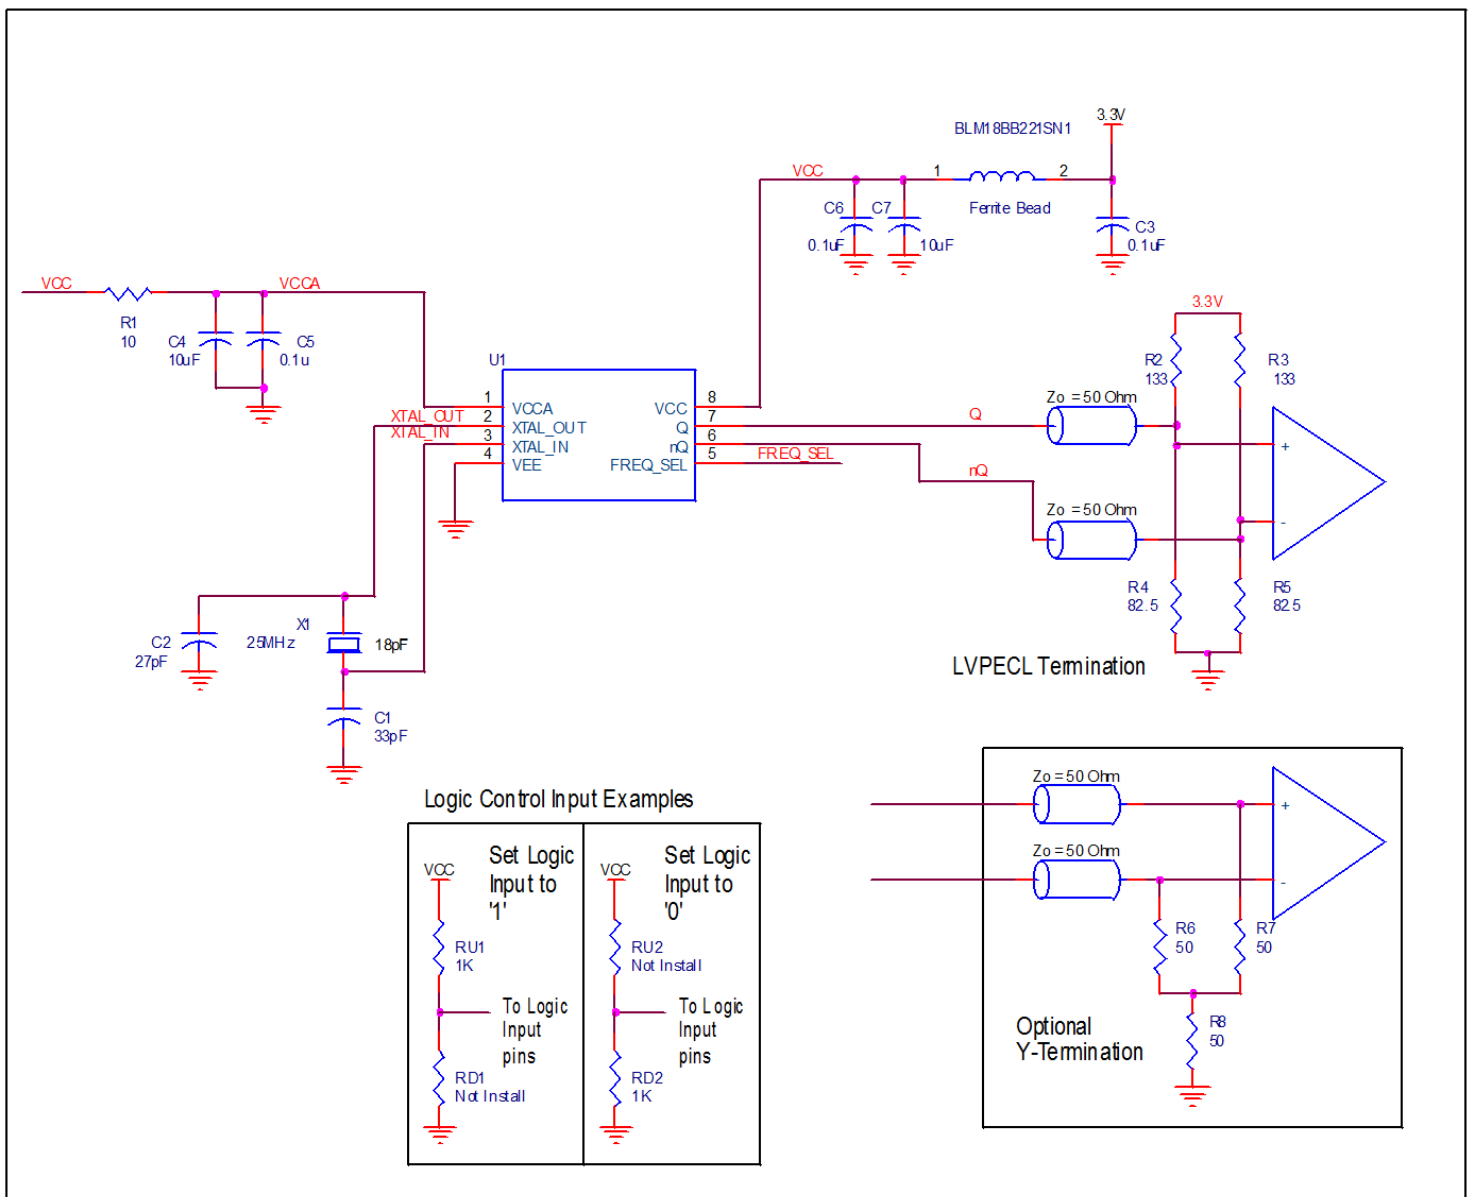 3.3V
BLM18BB221SN1
VCC
1
2
C6
C7
Ferrite Bead
C3
0.1uF
10uF
0.1uF
VCC
VCCA
R1
10
C4
10uF
C5
0.1u
3.3V
R2
133
R3
133
U1
1
VCCA
VCC
8
XTAL_OUT
2
XTAL_OUT
Q
7
XTAL_IN
3
XTAL_IN
nQ
6
4
VEE
FREQ_SEL
5
FREQ_SEL
Q
Zo = 50 Ohm
+
nQ
Zo = 50 Ohm
-
R4
82.5
R5
82.5
C2
27pF
X1
25MHz
18pF
LVPECL Termination
C1
33pF
Logic Control Input Examples
VCC
Set Logic
Input to
'1'
RU1
1K
To Logic
Input
pins
RD1
Not Install
VCC
Set Logic
Input to
'0'
RU2
Not Install
To Logic
Input
pins
RD2
1K
Zo = 50 Ohm
+
Zo = 50 Ohm
-
R6
50
R7
50
R8
50
Optional
Y-Termination